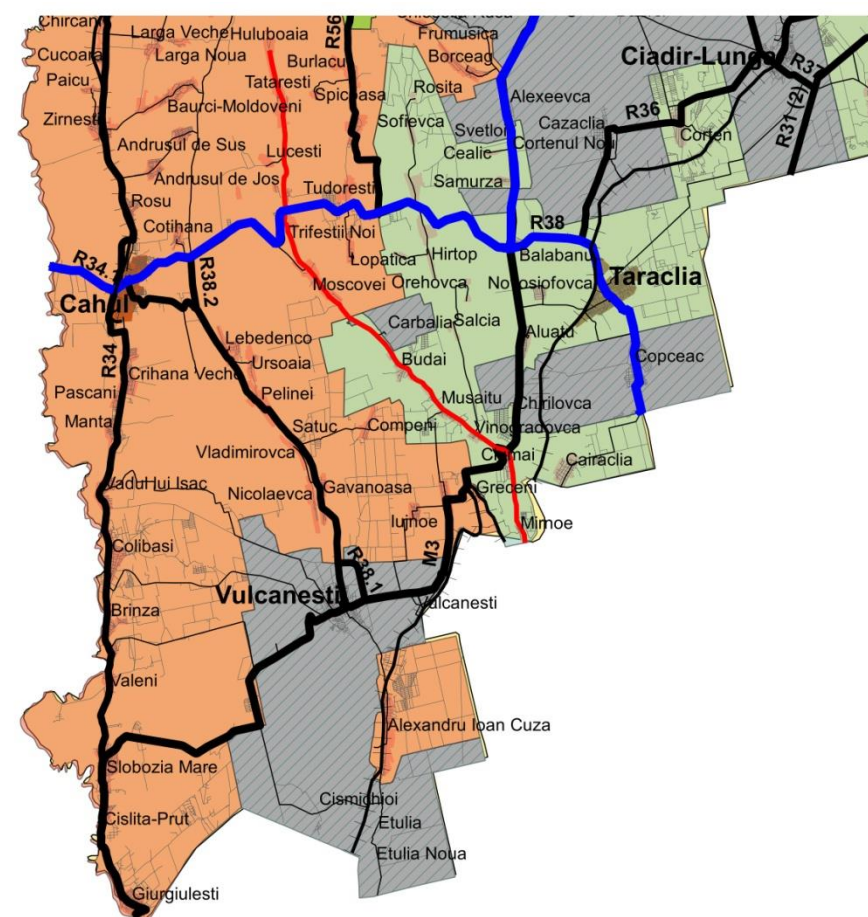 Chircani
Larga Veche
Huluboaia
R56
Frumusica
Cucoara
Larga Noua
Burlacu
Borceag
Ciadir-Lunga
R37
Paicu
Tataresti
Rosita
Alexeevca
Baurci-Moldoveni
Spicoasa
R36
R31 (2)
Zirnesti
Sofievca
Svetloi
Cazaclia
Corten
Andrusul de Sus
Lucesti
Cealic
Cortenul Nou
Andrusul de Jos
Tudoresti
Samurza
Rosu
Cotihana
Trifestii Noi
R38
Lopatica
Hirtop
Balabanu
R34.
R38.2
Moscovei
Orehovca
Novosiofovca
Taraclia
Cahul
Carbalia
Salcia
Lebedenco
Aluatu
R34
Ursoaia
Budai
Copceac
Crihana Veche
Pascani
Pelinei
Musaitu
Chirilovca
Manta
Satuc
Competi
Vinogradovca
Vladimirovca
Cismai
Cairaclia
Vadu lui Isac
Nicolaevca
Gavanoasa
Greceni
Iujnoe
Mirnoe
Colibasi
M3
R38.1
Vulcanesti
Vulcanesti
Brinza
Valeni
Alexandru Ioan Cuza
Slobozia Mare
Cismichioi
Cislita-Prut
Etulia
Etulia Noua
Giurgiulesti